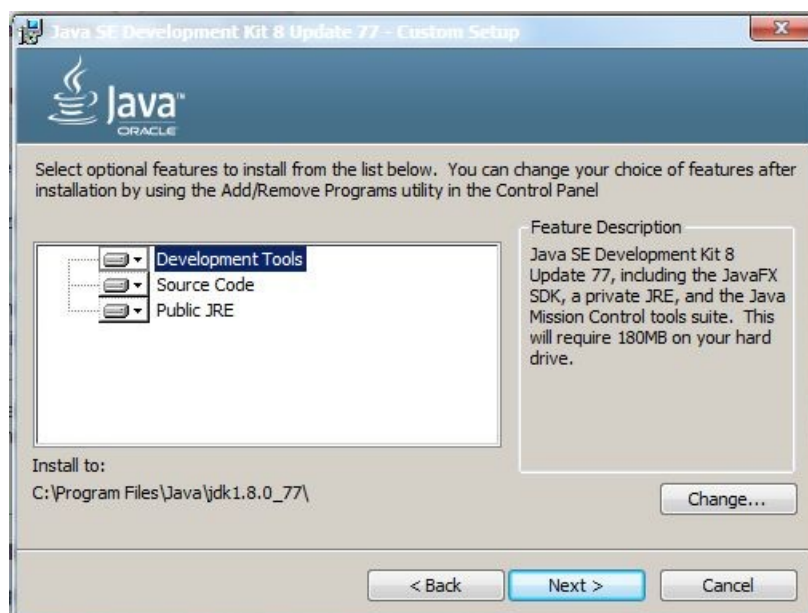 Java SE Development Kit 8 Update 77 - Custom Setup
Java™
ORACLE
Select optional features to install from the list below. You can change your choice of features after
installation by using the Add/Remove Programs utility in the Control Panel
Development Tools
Source Code
Public JRE
Feature Description
Java SE Development Kit 8
Update 77, including the JavaFX
SDK, a private JRE, and the Java
Mission Control tools suite. This
will require 180MB on your hard
drive.
Install to:
C:\Program Files\Java\jdk1.8.0_77\
Change...
< Back
Next >
Cancel